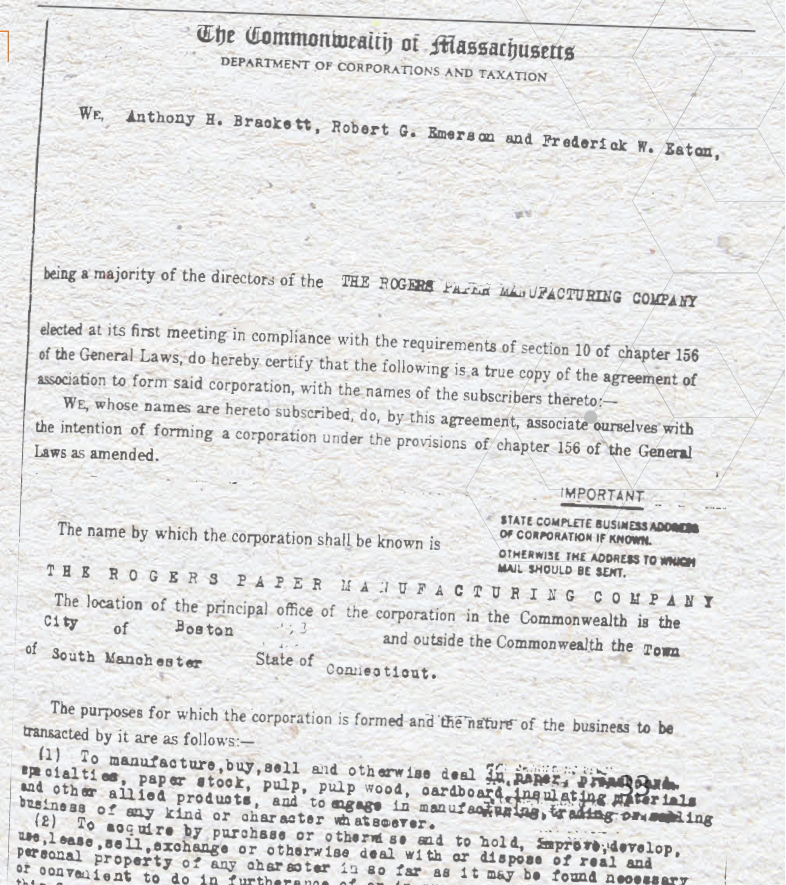 The Commonwealth of Massachusetts
DEPARTMENT OF CORPORATIONS AND TAXATION
WE, Anthony H. Brackett, Robert G. Emerson and Frederick W. Eaton,
being a majority of the directors of the THE ROGERS PAPER MANUFACTURING COMPANY
elected at its first meeting in compliance with the requirements of section 10 of chapter 156
of the General Laws, do hereby certify that the following is a true copy of the agreement of
association to form said corporation, with the names of the subscribers thereto:—
WE, whose names are hereto subscribed, do, by this agreement, associate ourselves with
the intention of forming a corporation under the provisions of chapter 156 of the General
Laws as amended.
IMPORTANT
STATE COMPLETE BUSINESS ADDRESS
OF CORPORATION IF KNOWN.
OTHERWISE THE ADDRESS TO WHICH
MAIL SHOULD BE SENT.
The name by which the corporation shall be known is
THE ROGERS PAPER MANUFACTURING COMPANY
The location of the principal office of the corporation in the Commonwealth is the
City of Boston and outside the Commonwealth the Town
of South Manchester State of Connecticut.
The purposes for which the corporation is formed and the nature of the business to be
transacted by it are as follows:—
(1) To manufacture,buy,sell and otherwise deal in paper,
specialties, paper stock, pulp, pulp wood, cardboard insulating materials
and other allied products, and to engage in manufacturing, trading or selling
business of any kind or character whatsoever.
(2) To acquire by purchase or otherwise and to hold, improve,develop,
use,lease,sell,exchange or otherwise deal with or dispose of real and
personal property of any character in so far as it may be found necessary
or convenient to do in furtherance of
33